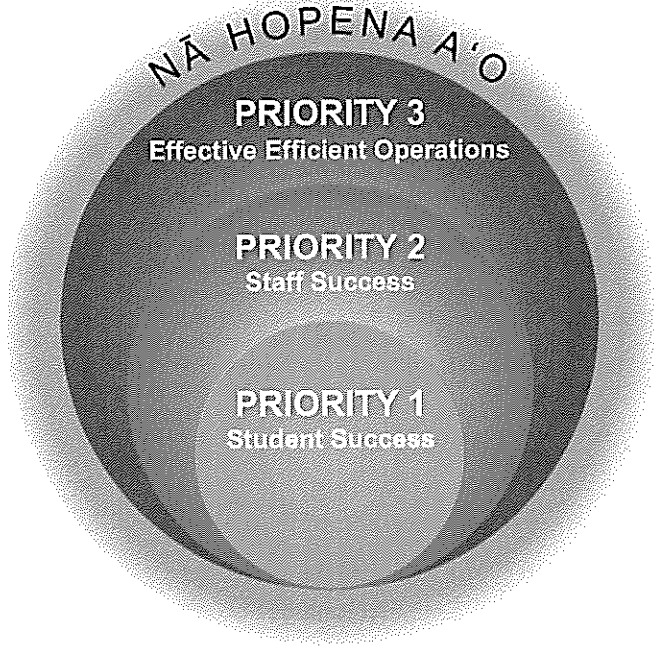 NĀ HOPENA A‘O
PRIORITY 3
Effective Efficient Operations
PRIORITY 2
Staff Success
PRIORITY 1
Student Success